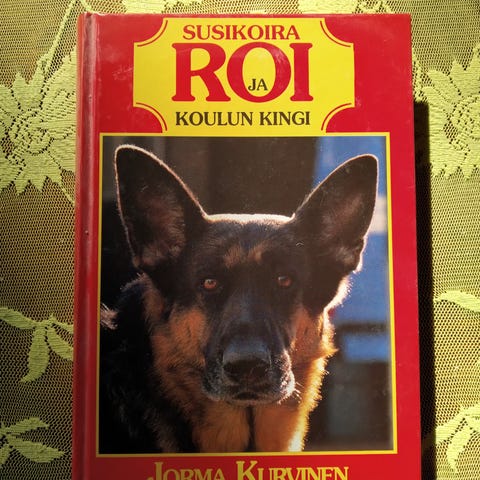 SUSIKOIRA
ROI
JA
KOULUN KINGI
JORMA KURVINEN